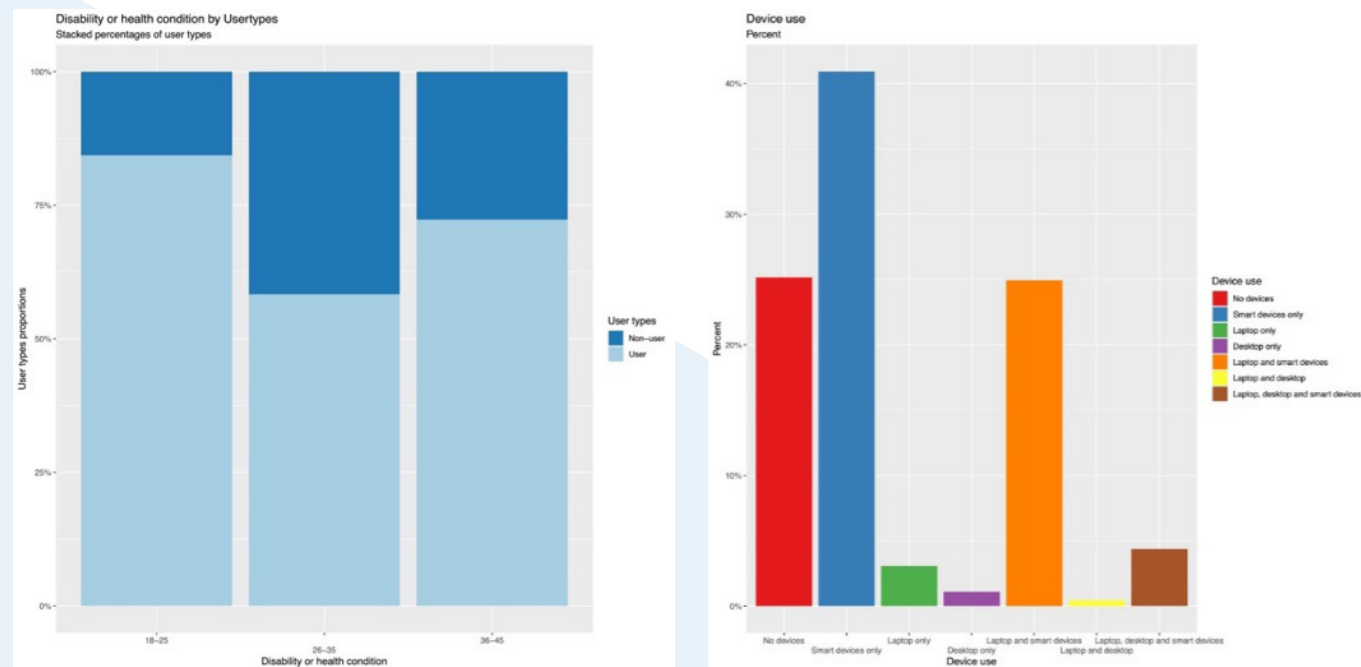 Disability or health condition by Usertypes
Stacked percentages of user types
100%
75%
50%
25%
0%
User types proportions
18−25
26−35
36−45
Disability or health condition
User types
Non−user
User
Device use
Percent
40%
30%
20%
10%
0%
Percent
No devices
Smart devices only
Laptop only
Desktop only
Laptop and smart devices
Laptop and desktop
Laptop, desktop and smart devices
Device use
Device use
No devices
Smart devices only
Laptop only
Desktop only
Laptop and smart devices
Laptop and desktop
Laptop, desktop and smart devices